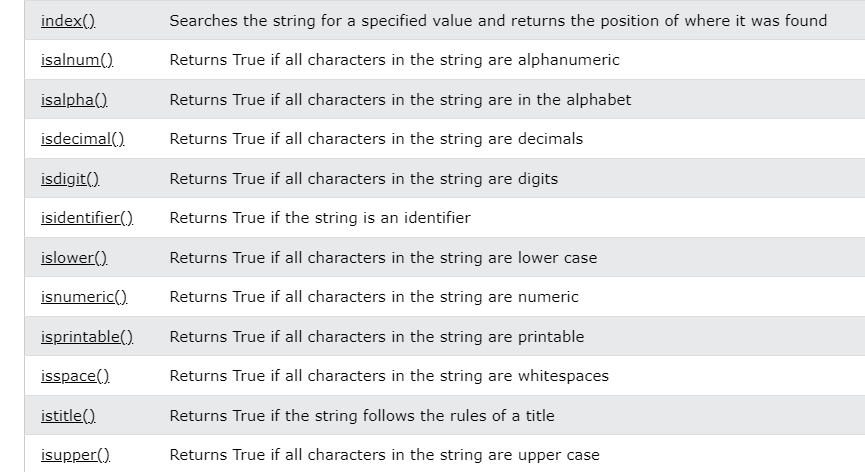 index() Searches the string for a specified value and returns the position of where it was found
isalnum() Returns True if all characters in the string are alphanumeric
isalpha() Returns True if all characters in the string are in the alphabet
isdecimal() Returns True if all characters in the string are decimals
isdigit() Returns True if all characters in the string are digits
isidentifier() Returns True if the string is an identifier
islower() Returns True if all characters in the string are lower case
isnumeric() Returns True if all characters in the string are numeric
isprintable() Returns True if all characters in the string are printable
isspace() Returns True if all characters in the string are whitespaces
istitle() Returns True if the string follows the rules of a title
isupper() Returns True if all characters in the string are upper case